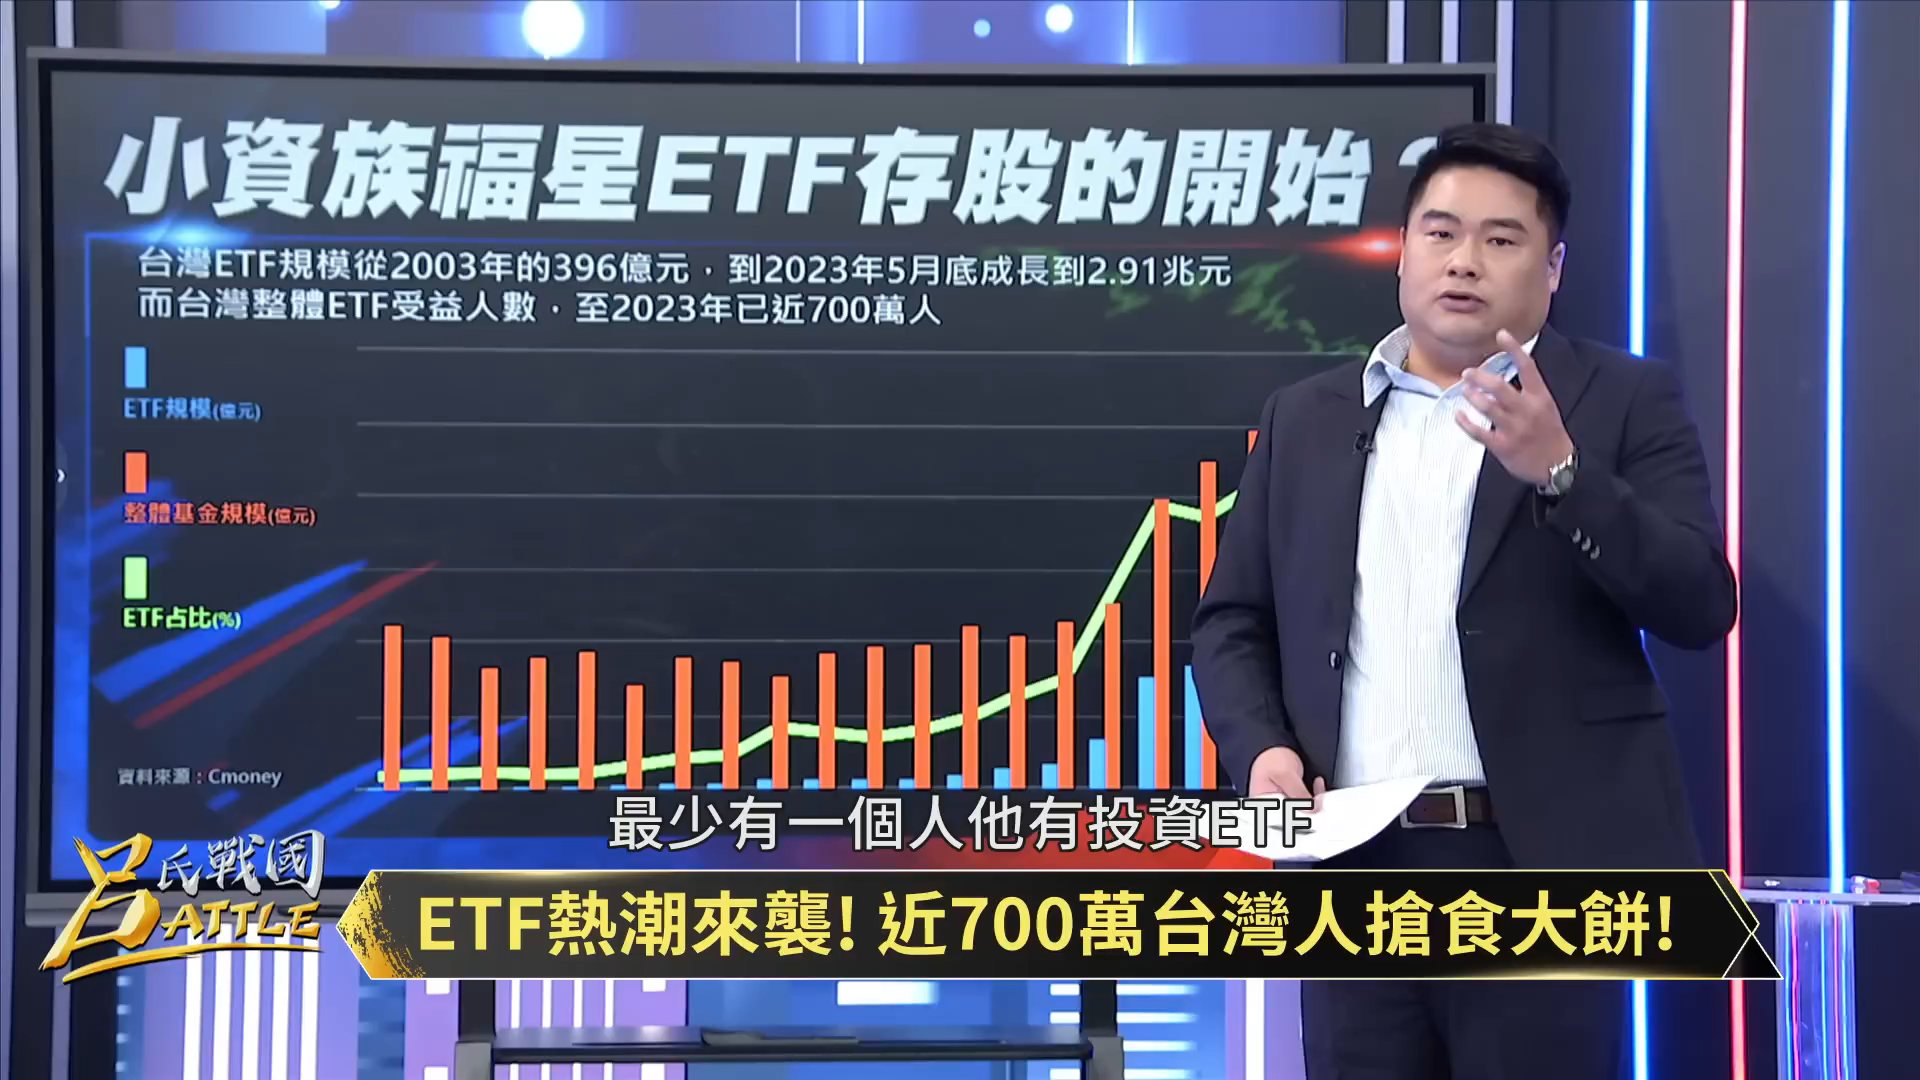 小資族福星ETF存股的開始？
台灣ETF規模從2003年的396億元，到2023年5月底成長到2.91兆元
而台灣整體ETF受益人數，至2023年已近700萬人
ETF規模(億元)
整體基金規模(億元)
ETF占比(%)
資料來源：Cmoney
最少有一個人他有投資ETF
呂氏戰國
BATTLE
ETF熱潮來襲! 近700萬台灣人搶食大餅!